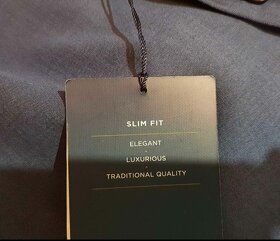 SLIM FIT
ELEGANT
LUXURIOUS
TRADITIONAL QUALITY